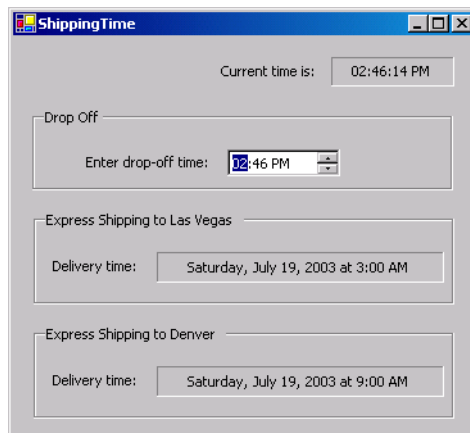 ShippingTime
Current time is: 02:46:14 PM
Drop Off
Enter drop-off time: 02:46 PM
Express Shipping to Las Vegas
Delivery time: Saturday, July 19, 2003 at 3:00 AM
Express Shipping to Denver
Delivery time: Saturday, July 19, 2003 at 9:00 AM